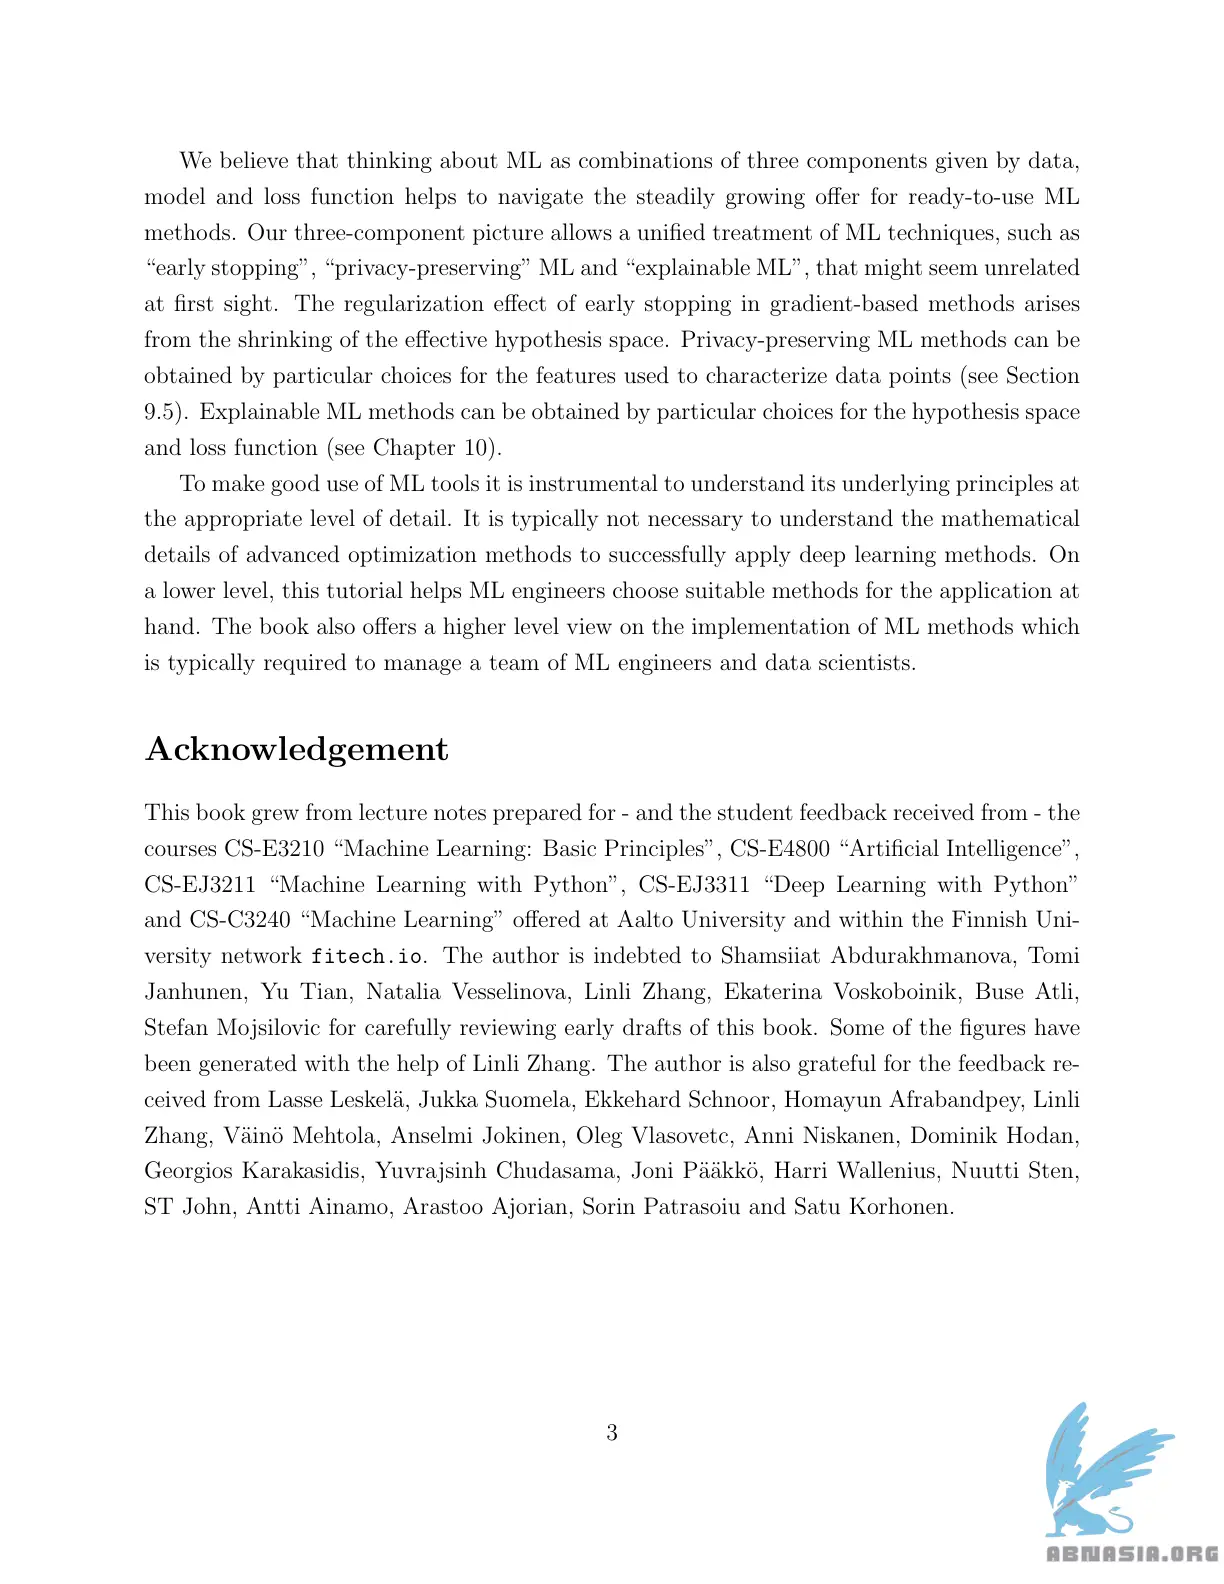 We believe that thinking about ML as combinations of three components given by data,
model and loss function helps to navigate the steadily growing offer for ready-to-use ML
methods. Our three-component picture allows a unified treatment of ML techniques, such as
“early stopping”, “privacy-preserving” ML and “explainable ML”, that might seem unrelated
at first sight. The regularization effect of early stopping in gradient-based methods arises
from the shrinking of the effective hypothesis space. Privacy-preserving ML methods can be
obtained by particular choices for the features used to characterize data points (see Section
9.5). Explainable ML methods can be obtained by particular choices for the hypothesis space
and loss function (see Chapter 10).
To make good use of ML tools it is instrumental to understand its underlying principles at
the appropriate level of detail. It is typically not necessary to understand the mathematical
details of advanced optimization methods to successfully apply deep learning methods. On
a lower level, this tutorial helps ML engineers choose suitable methods for the application at
hand. The book also offers a higher level view on the implementation of ML methods which
is typically required to manage a team of ML engineers and data scientists.
Acknowledgement
This book grew from lecture notes prepared for - and the student feedback received from - the
courses CS-E3210 “Machine Learning: Basic Principles”, CS-E4800 “Artificial Intelligence”,
CS-EJ3211 “Machine Learning with Python”, CS-EJ3311 “Deep Learning with Python”
and CS-C3240 “Machine Learning” offered at Aalto University and within the Finnish Uni-
versity network fitech.io. The author is indebted to Shamsiiat Abdurakhmanova, Tomi
Janhunen, Yu Tian, Natalia Vesselinova, Linli Zhang, Ekaterina Voskoboinik, Buse Atli,
Stefan Mojsilovic for carefully reviewing early drafts of this book. Some of the figures have
been generated with the help of Linli Zhang. The author is also grateful for the feedback re-
ceived from Lasse Leskelä, Jukka Suomela, Ekkehard Schnoor, Homayun Afrabandpey, Linli
Zhang, Väinö Mehtola, Anselmi Jokinen, Oleg Vlasovetc, Anni Niskanen, Dominik Hodan,
Georgios Karakasidis, Yuvrajsinh Chudasama, Joni Pääkkö, Harri Wallenius, Nuutti Sten,
ST John, Antti Ainamo, Arastoo Ajorian, Sorin Patrasoiu and Satu Korhonen.
3
ABNASIA.ORG